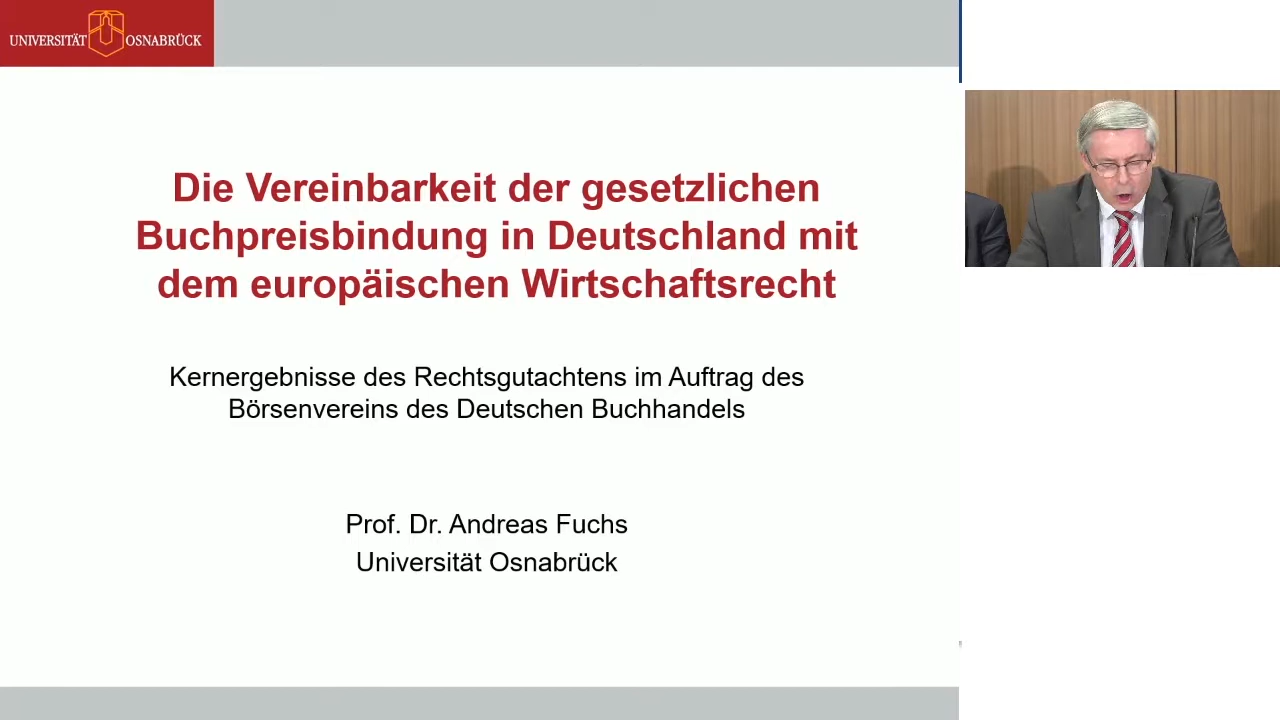 UNIVERSITÄT OSNABRÜCK
Die Vereinbarkeit der gesetzlichen
Buchpreisbindung in Deutschland mit
dem europäischen Wirtschaftsrecht
Kernergebnisse des Rechtsgutachtens im Auftrag des
Börsenvereins des Deutschen Buchhandels
Prof. Dr. Andreas Fuchs
Universität Osnabrück